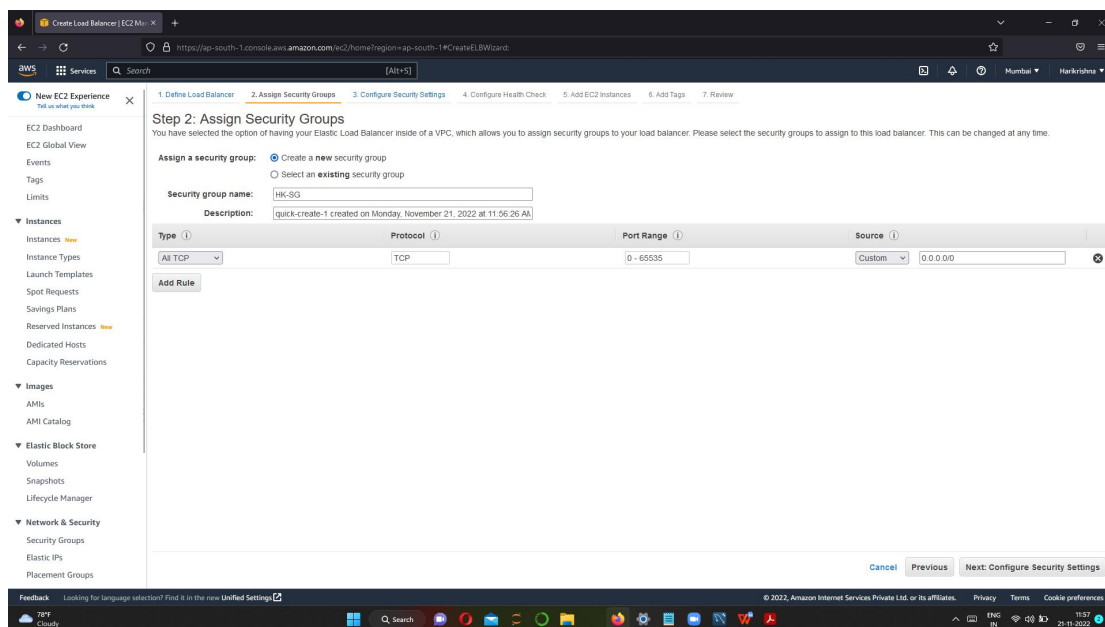 Create Load Balancer | EC2 Man
https://ap-south-1.console.aws.amazon.com/ec2/home?region=ap-south-1#CreateELBWizard:
aws Services Search [Alt+S] Mumbai Harikrishna
New EC2 Experience
Tell us what you think
EC2 Dashboard
EC2 Global View
Events
Tags
Limits
Instances
Instances New
Instance Types
Launch Templates
Spot Requests
Savings Plans
Reserved Instances New
Dedicated Hosts
Capacity Reservations
Images
AMIs
AMI Catalog
Elastic Block Store
Volumes
Snapshots
Lifecycle Manager
Network & Security
Security Groups
Elastic IPs
Placement Groups
1. Define Load Balancer 2. Assign Security Groups 3. Configure Security Settings 4. Configure Health Check 5. Add EC2 Instances 6. Add Tags 7. Review
Step 2: Assign Security Groups
You have selected the option of having your Elastic Load Balancer inside of a VPC, which allows you to assign security groups to your load balancer. Please select the security groups to assign to this load balancer. This can be changed at any time.
Assign a security group: Create a new security group
Select an existing security group
Security group name: HK-SG
Description: quick-create-1 created on Monday, November 21, 2022 at 11:56:26 AM
Type Protocol Port Range Source
All TCP TCP 0 - 65535 Custom 0.0.0.0/0
Add Rule
Cancel Previous Next: Configure Security Settings
Feedback Looking for language selection? Find it in the new Unified Settings © 2022, Amazon Internet Services Private Ltd. or its affiliates. Privacy Terms Cookie preferences
78°F
Cloudy
Search
ENG
IN
11:57
21-11-2022